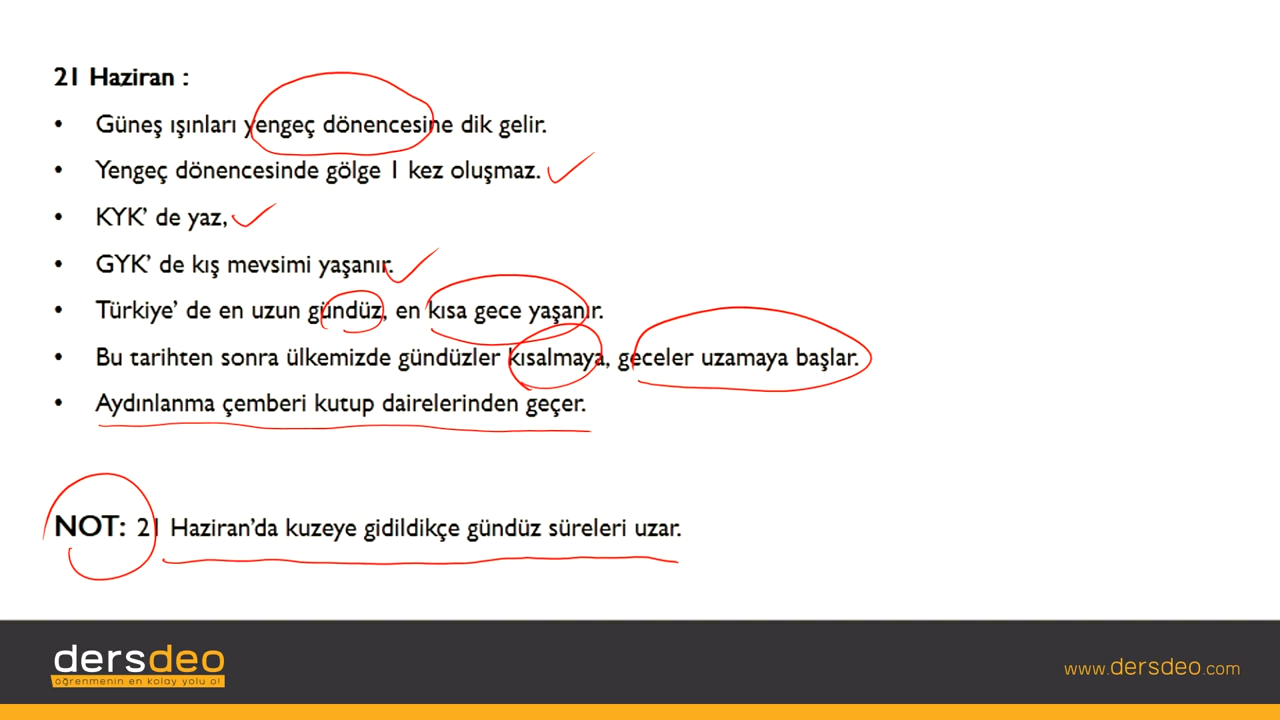 21 Haziran :
• Güneş ışınları yengeç dönencesine dik gelir.
• Yengeç dönencesinde gölge 1 kez oluşmaz.
• KYK’ de yaz,
• GYK’ de kış mevsimi yaşanır.
• Türkiye’ de en uzun gündüz, en kısa gece yaşanır.
• Bu tarihten sonra ülkemizde gündüzler kısalmaya, geceler uzamaya başlar.
• Aydınlanma çemberi kutup dairelerinden geçer.
NOT: 21 Haziran’da kuzeye gidildikçe gündüz süreleri uzar.
dersdeo
öğrenmenin en kolay yolu o!
www.dersdeo.com